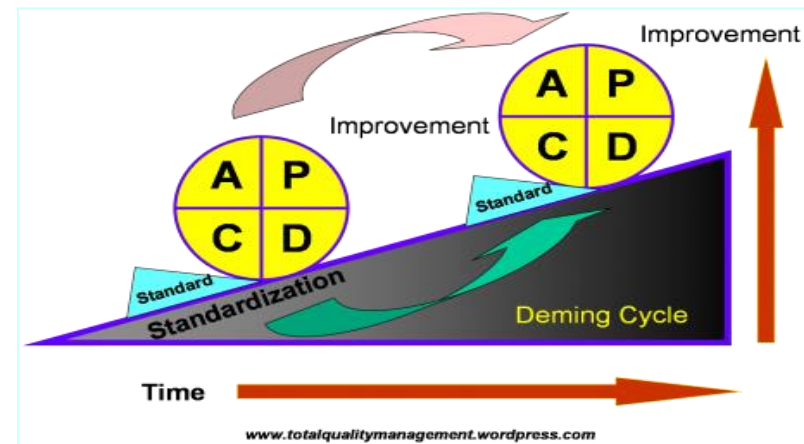 Improvement
A P
C D
Improvement
A P
C D
Standard
Standard
Standardization
Deming Cycle
Time
www.totalqualitymanagement.wordpress.com